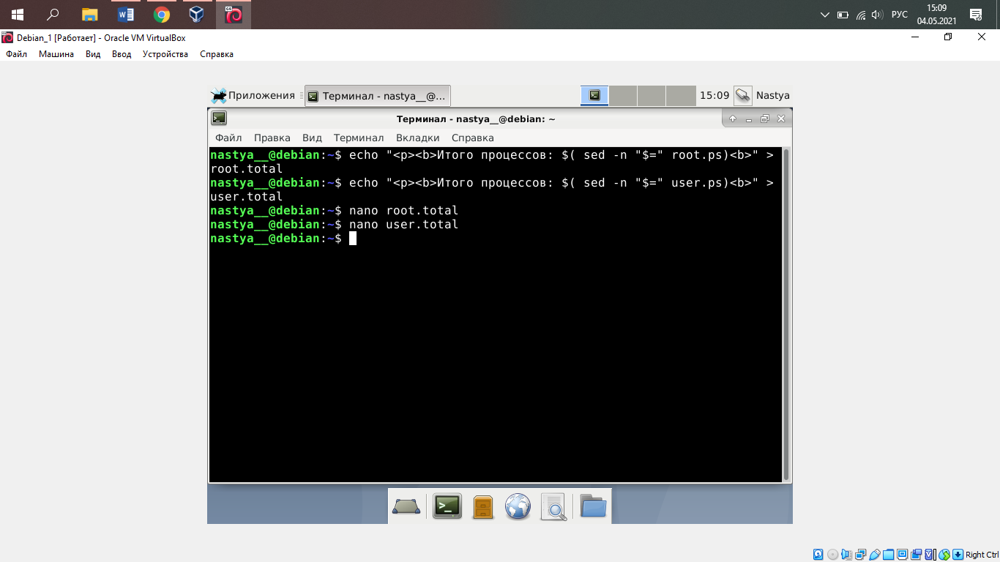 15:09
РУС
04.05.2021
Debian_1 [Работает] - Oracle VM VirtualBox
Файл Машина Вид Ввод Устройства Справка
Приложения Терминал - nastya__@... 15:09 Nastya
Терминал - nastya__@debian: ~
Файл Правка Вид Терминал Вкладки Справка
nastya__@debian:~$ echo "<p><b>Итого процессов: $( sed -n "$=" root.ps)<b>" >
root.total
nastya__@debian:~$ echo "<p><b>Итого процессов: $( sed -n "$=" user.ps)<b>" >
user.total
nastya__@debian:~$ nano root.total
nastya__@debian:~$ nano user.total
nastya__@debian:~$
Right Ctrl